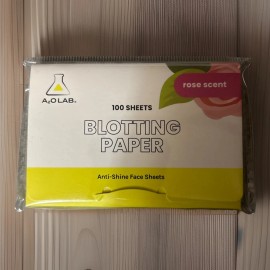 A₂O LAB.
rose scent
100 SHEETS
BLOTTING
PAPER
Anti-Shine Face Sheets